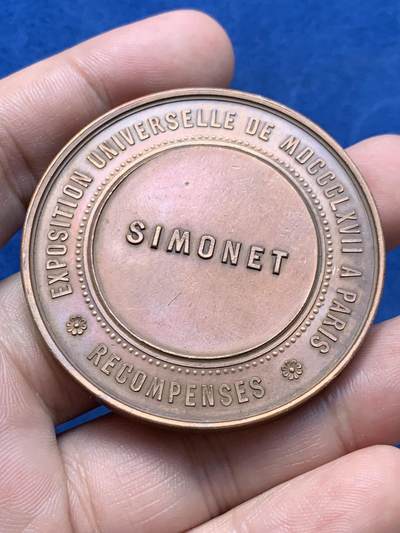 EXPOSITION UNIVERSELLE DE MDCCCLXVII A PARIS
SIMONET
RECOMPENSES